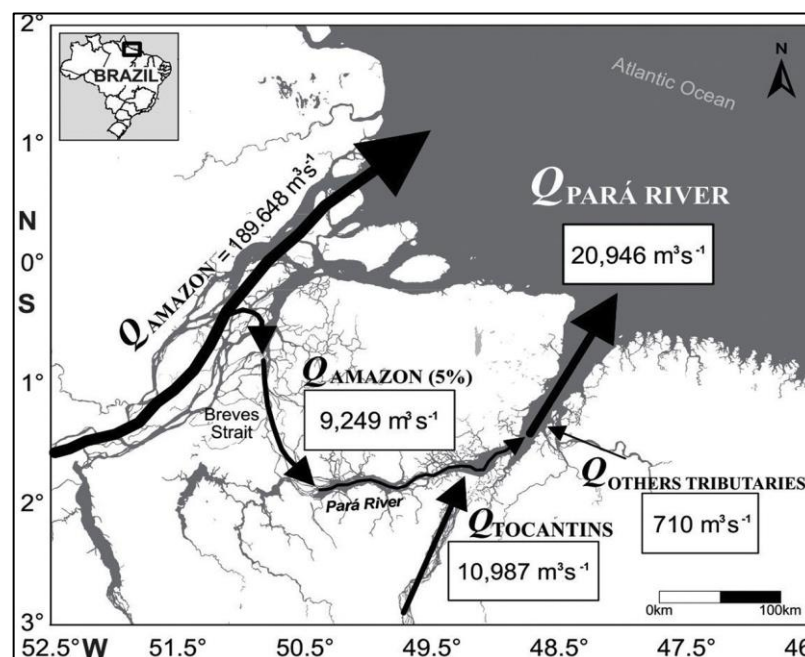 2°
BRAZIL
Atlantic Ocean
N
1°
Q AMAZON = 189.648 m³s⁻¹
Q PARÁ RIVER
20,946 m³s⁻¹
N
0°
S
1°
Q AMAZON (5%)
9,249 m³s⁻¹
Breves
Strait
Q OTHERS TRIBUTARIES
710 m³s⁻¹
2°
Pará River
Q TOCANTINS
10,987 m³s⁻¹
0km 100km
3°
52.5° W 51.5° 50.5° 49.5° 48.5° 47.5° 46